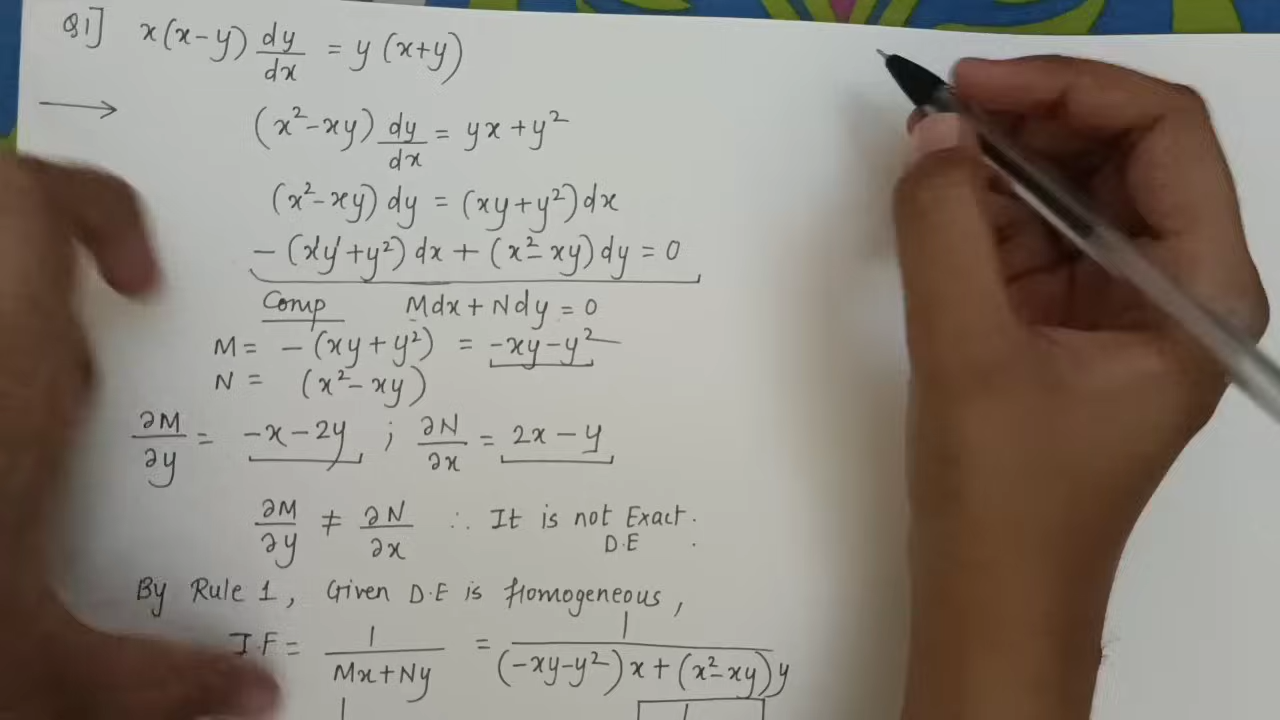 Q1] x(x-y) dy/dx = y(x+y)
(x²-xy) dy/dx = yx+y²
(x²-xy) dy = (xy+y²)dx
-(xy+y²)dx + (x²-xy)dy = 0
Comp Mdx+Ndy=0
M= -(xy+y²) = -xy-y²
N = (x²-xy)
∂M/∂y = -x-2y ; ∂N/∂x = 2x-y
∂M/∂y ≠ ∂N/∂x ∴ It is not Exact.
D.E
By Rule 1, Given D.E is Homogeneous,
I.F= 1/(Mx+Ny) = 1/((-xy-y²)x+(x²-xy)y)